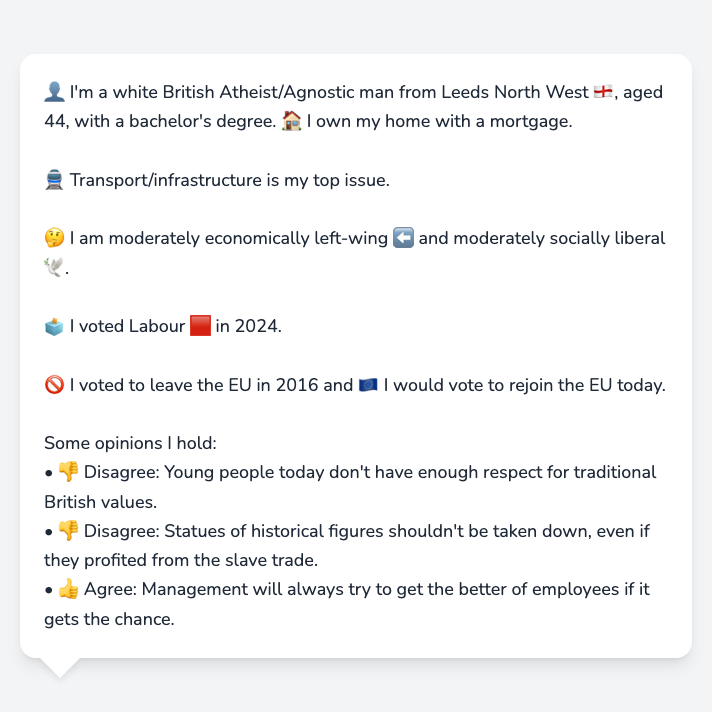 👤 I'm a white British Atheist/Agnostic man from Leeds North West 🏴󠁧󠁢󠁥󠁮󠁧󠁿, aged
44, with a bachelor's degree. 🏠 I own my home with a mortgage.
🚆 Transport/infrastructure is my top issue.
🤔 I am moderately economically left-wing ⬅️ and moderately socially liberal
🕊️.
🗳️ I voted Labour 🟥 in 2024.
🚫 I voted to leave the EU in 2016 and 🇪🇺 I would vote to rejoin the EU today.
Some opinions I hold:
• 👎 Disagree: Young people today don't have enough respect for traditional
British values.
• 👎 Disagree: Statues of historical figures shouldn't be taken down, even if
they profited from the slave trade.
• 👍 Agree: Management will always try to get the better of employees if it
gets the chance.